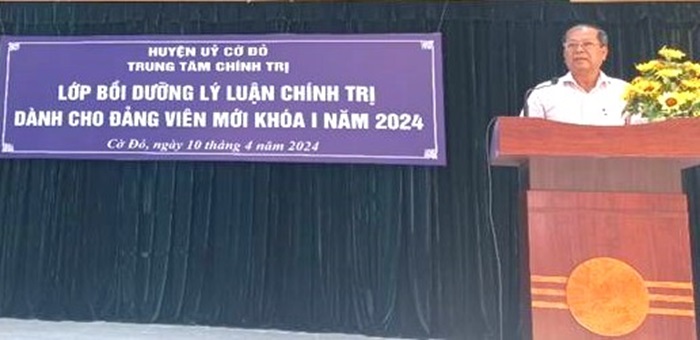 HUYỆN UỶ CỜ ĐỎ
TRUNG TÂM CHÍNH TRỊ
LỚP BỒI DƯỠNG LÝ LUẬN CHÍNH TRỊ
DÀNH CHO ĐẢNG VIÊN MỚI KHÓA I NĂM 2024
Cờ Đỏ, ngày 10 tháng 4 năm 2024